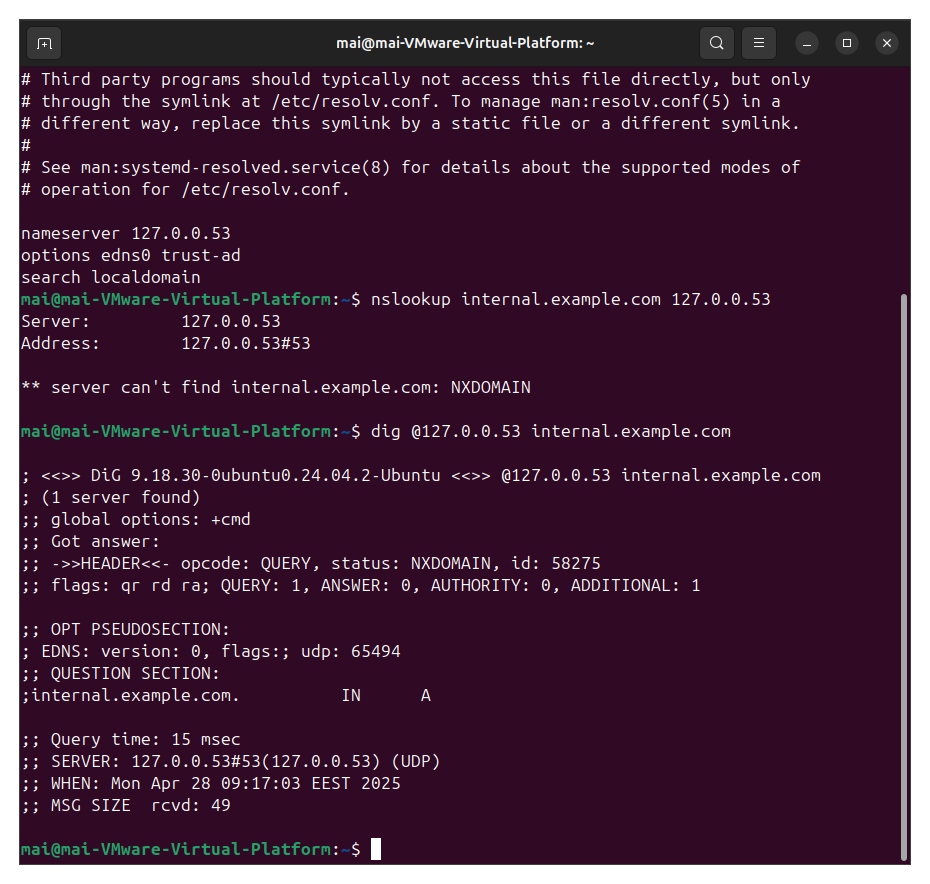 mai@mai-VMware-Virtual-Platform: ~
# Third party programs should typically not access this file directly, but only
# through the symlink at /etc/resolv.conf. To manage man:resolv.conf(5) in a
# different way, replace this symlink by a static file or a different symlink.
#
# See man:systemd-resolved.service(8) for details about the supported modes of
# operation for /etc/resolv.conf.

nameserver 127.0.0.53
options edns0 trust-ad
search localdomain
mai@mai-VMware-Virtual-Platform:~$ nslookup internal.example.com 127.0.0.53
Server:         127.0.0.53
Address:        127.0.0.53#53

** server can't find internal.example.com: NXDOMAIN

mai@mai-VMware-Virtual-Platform:~$ dig @127.0.0.53 internal.example.com

; <<>> DiG 9.18.30-0ubuntu0.24.04.2-Ubuntu <<>> @127.0.0.53 internal.example.com
; (1 server found)
;; global options: +cmd
;; Got answer:
;; ->>HEADER<<- opcode: QUERY, status: NXDOMAIN, id: 58275
;; flags: qr rd ra; QUERY: 1, ANSWER: 0, AUTHORITY: 0, ADDITIONAL: 1

;; OPT PSEUDOSECTION:
; EDNS: version: 0, flags:; udp: 65494
;; QUESTION SECTION:
;internal.example.com.          IN      A

;; Query time: 15 msec
;; SERVER: 127.0.0.53#53(127.0.0.53) (UDP)
;; WHEN: Mon Apr 28 09:17:03 EEST 2025
;; MSG SIZE  rcvd: 49

mai@mai-VMware-Virtual-Platform:~$